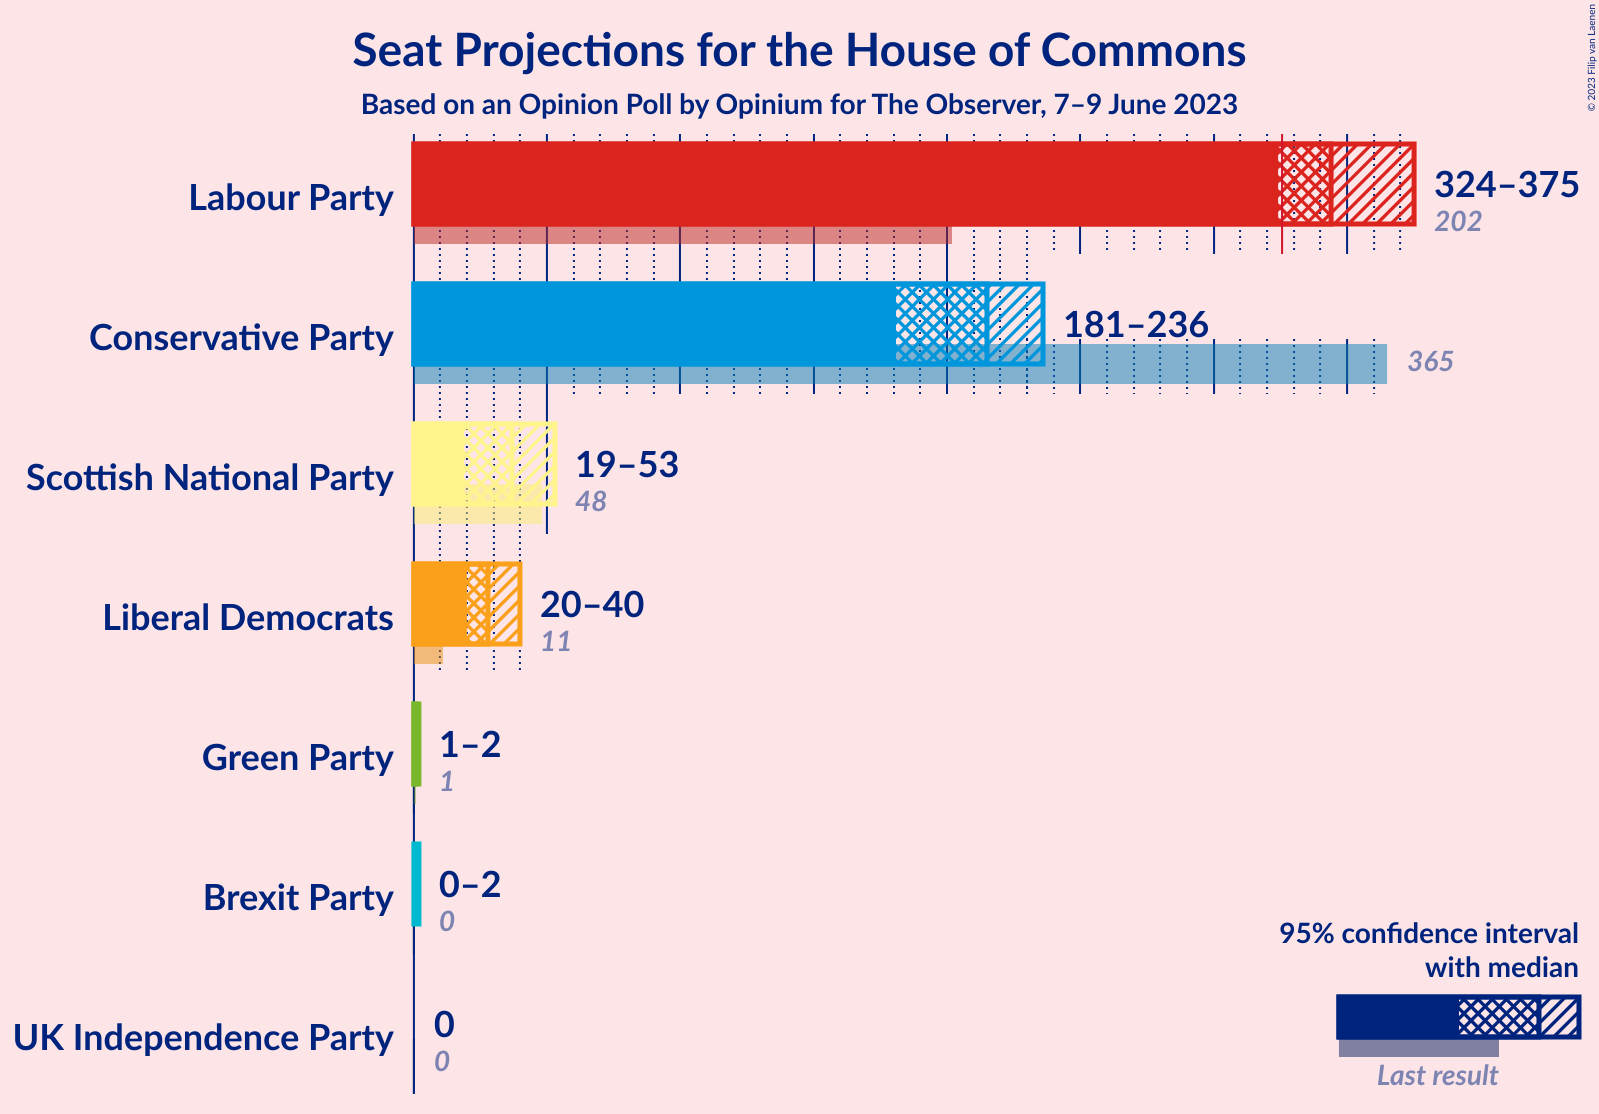 Seat Projections for the House of Commons
Based on an Opinion Poll by Opinium for The Observer, 7–9 June 2023
© 2023 Filip van Laenen
Labour Party
324–375
202
Conservative Party
181–236
365
Scottish National Party
19–53
48
Liberal Democrats
20–40
11
Green Party
1–2
1
Brexit Party
0–2
0
UK Independence Party
0
0
95% confidence interval
with median
Last result